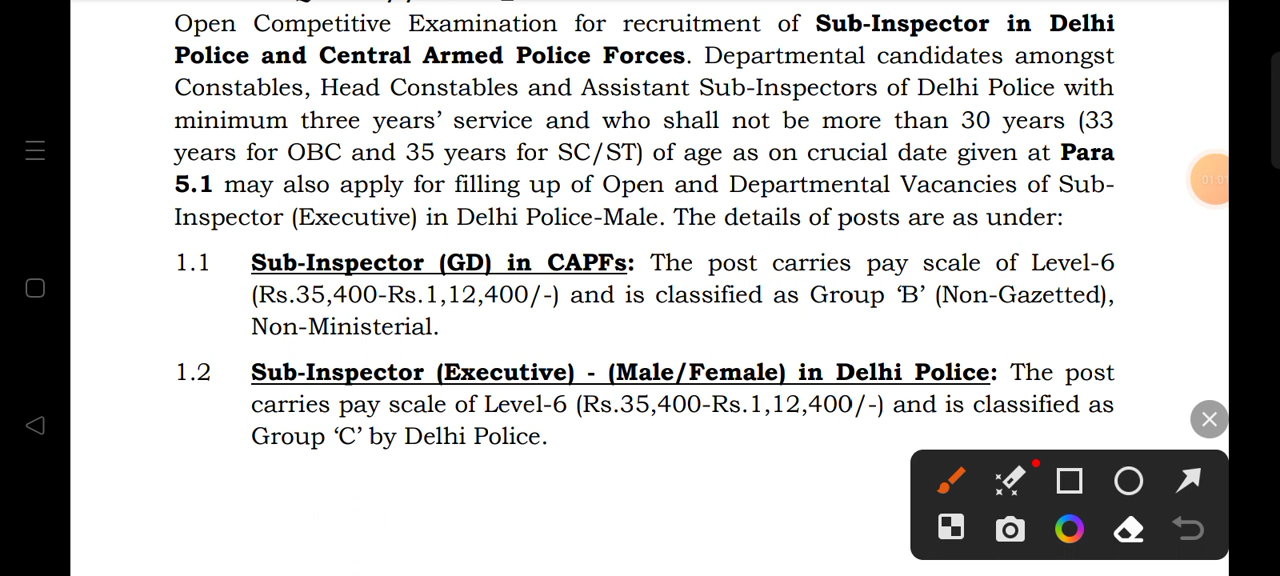 Open Competitive Examination for recruitment of Sub-Inspector in Delhi
Police and Central Armed Police Forces. Departmental candidates amongst
Constables, Head Constables and Assistant Sub-Inspectors of Delhi Police with
minimum three years’ service and who shall not be more than 30 years (33
years for OBC and 35 years for SC/ST) of age as on crucial date given at Para
5.1 may also apply for filling up of Open and Departmental Vacancies of Sub-
Inspector (Executive) in Delhi Police-Male. The details of posts are as under:
1.1 Sub-Inspector (GD) in CAPFs: The post carries pay scale of Level-6
(Rs.35,400-Rs.1,12,400/-) and is classified as Group ‘B’ (Non-Gazetted),
Non-Ministerial.
1.2 Sub-Inspector (Executive) - (Male/Female) in Delhi Police: The post
carries pay scale of Level-6 (Rs.35,400-Rs.1,12,400/-) and is classified as
Group ‘C’ by Delhi Police.